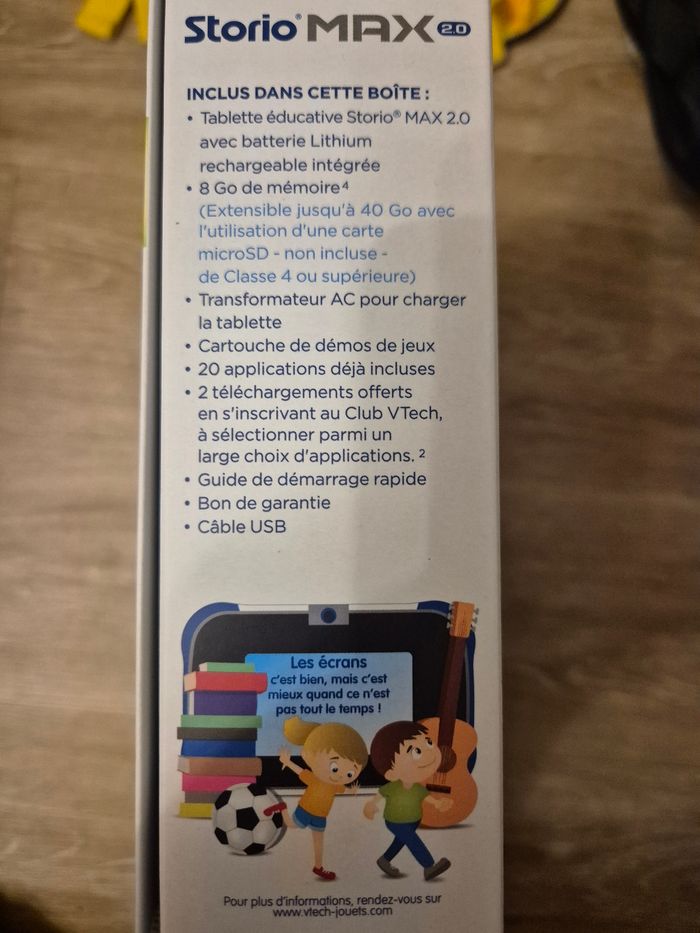 Storio® MAX 2.0
INCLUS DANS CETTE BOÎTE :
• Tablette éducative Storio® MAX 2.0
avec batterie Lithium
rechargeable intégrée
• 8 Go de mémoire⁴
(Extensible jusqu'à 40 Go avec
l'utilisation d'une carte
microSD - non incluse -
de Classe 4 ou supérieure)
• Transformateur AC pour charger
la tablette
• Cartouche de démos de jeux
• 20 applications déjà incluses
• 2 téléchargements offerts
en s'inscrivant au Club VTech,
à sélectionner parmi un
large choix d'applications. ²
• Guide de démarrage rapide
• Bon de garantie
• Câble USB
Les écrans
c'est bien, mais c'est
mieux quand ce n'est
pas tout le temps !
Pour plus d'informations, rendez-vous sur
www.vtech-jouets.com